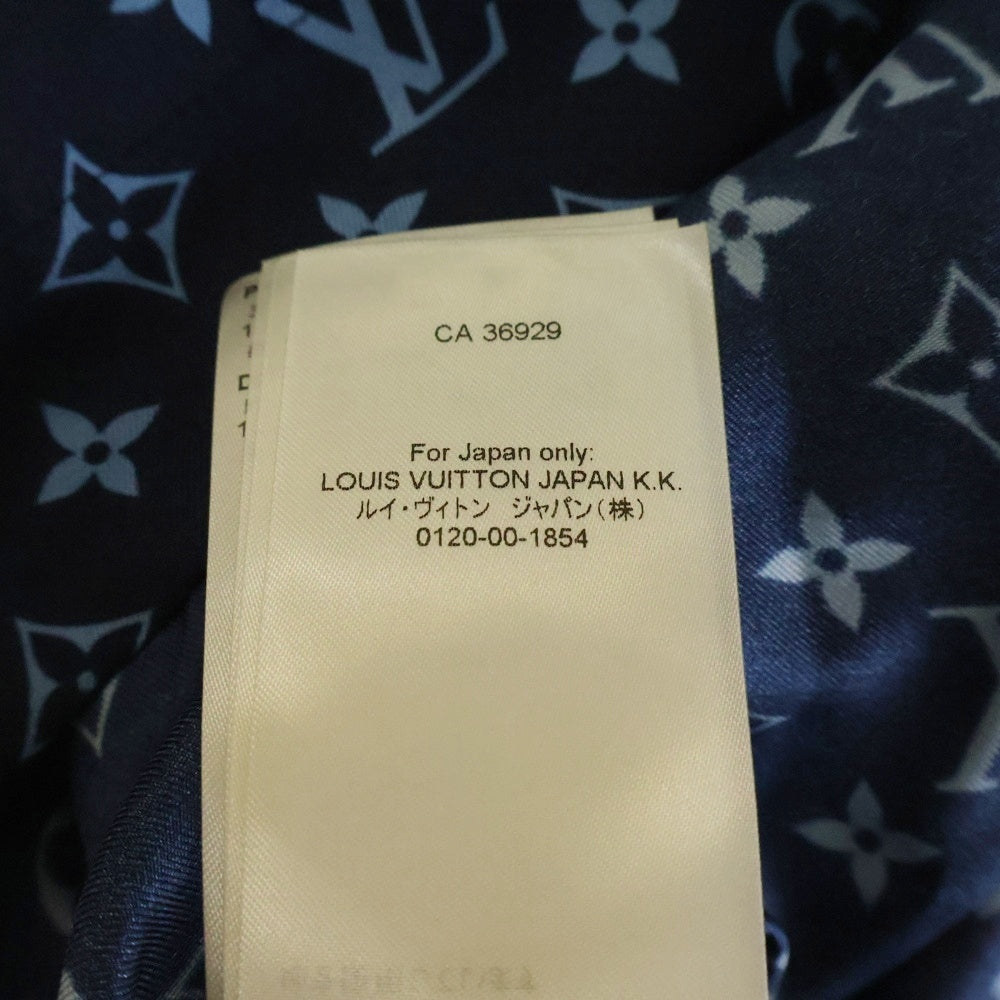 CA 36929
For Japan only:
LOUIS VUITTON JAPAN K.K.
ルイ・ヴィトン ジャパン(株)
0120-00-1854